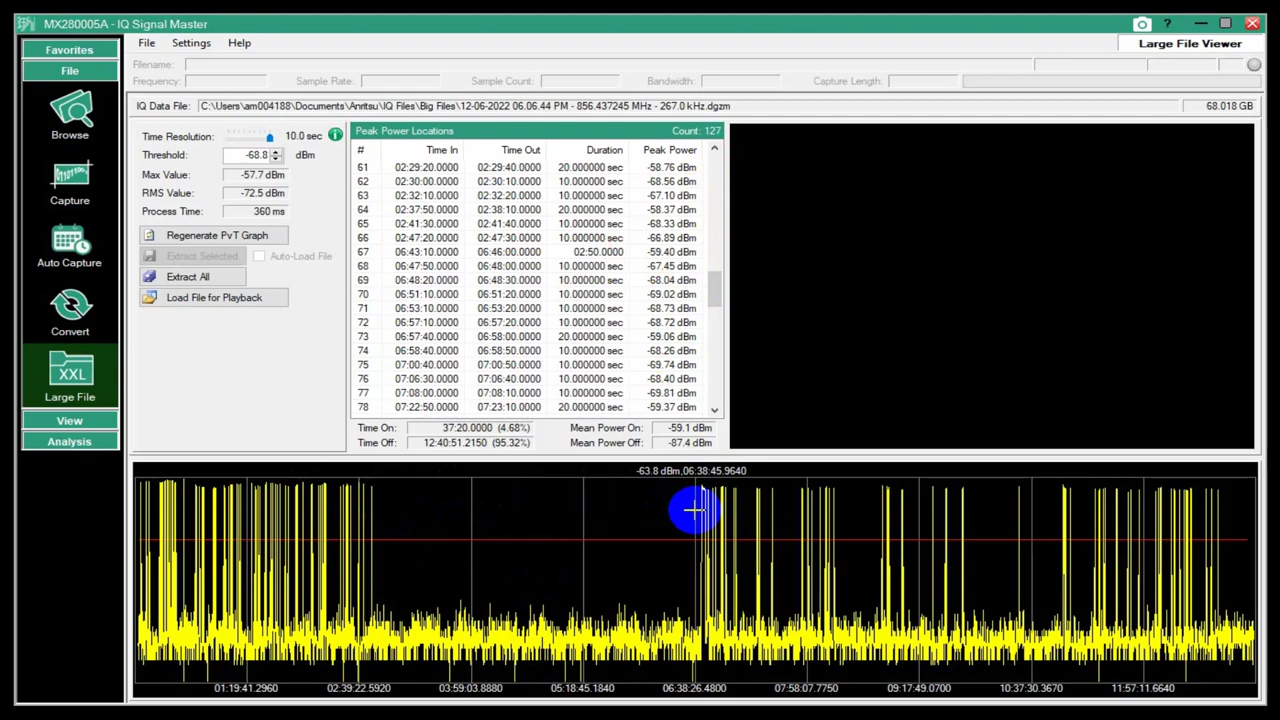 MX280005A - IQ Signal Master
?
Favorites
File
Browse
Capture
Auto Capture
Convert
XXL
Large File
View
Analysis
File Settings Help
Large File Viewer
Filename:
Frequency: Sample Rate: Sample Count: Bandwidth: Capture Length:
IQ Data File: C:\Users\am004188\Documents\Anritsu\IQ Files\Big Files\12-06-2022 06.06.44 PM - 856.437245 MHz - 267.0 kHz.dgzm 68.018 GB
Time Resolution: 10.0 sec
Threshold: -68.8 dBm
Max Value: -57.7 dBm
RMS Value: -72.5 dBm
Process Time: 360 ms
Regenerate PvT Graph
Extract Selected Auto-Load File
Extract All
Load File for Playback
Peak Power Locations Count: 127
# Time In Time Out Duration Peak Power
61 02:29:20.0000 02:29:40.0000 20.000000 sec -58.76 dBm
62 02:30:00.0000 02:30:10.0000 10.000000 sec -68.56 dBm
63 02:32:10.0000 02:32:20.0000 10.000000 sec -67.10 dBm
64 02:37:50.0000 02:38:10.0000 20.000000 sec -58.37 dBm
65 02:41:30.0000 02:41:40.0000 10.000000 sec -68.33 dBm
66 02:47:20.0000 02:47:30.0000 10.000000 sec -66.89 dBm
67 06:43:10.0000 06:46:00.0000 02:50.0000 -59.40 dBm
68 06:47:50.0000 06:48:00.0000 10.000000 sec -67.45 dBm
69 06:48:20.0000 06:48:30.0000 10.000000 sec -68.04 dBm
70 06:51:10.0000 06:51:20.0000 10.000000 sec -69.02 dBm
71 06:53:10.0000 06:53:20.0000 10.000000 sec -68.73 dBm
72 06:57:10.0000 06:57:20.0000 10.000000 sec -68.72 dBm
73 06:57:40.0000 06:58:00.0000 20.000000 sec -59.06 dBm
74 06:58:40.0000 06:58:50.0000 10.000000 sec -68.26 dBm
75 07:00:40.0000 07:00:50.0000 10.000000 sec -69.74 dBm
76 07:06:30.0000 07:06:40.0000 10.000000 sec -68.40 dBm
77 07:08:00.0000 07:08:10.0000 10.000000 sec -69.81 dBm
78 07:22:50.0000 07:23:10.0000 20.000000 sec -59.37 dBm
Time On: 37:20.0000 (4.68%) Mean Power On: -59.1 dBm
Time Off: 12:40:51.2150 (95.32%) Mean Power Off: -87.4 dBm
-63.8 dBm,06:38:45.9640
01:19:41.2960 02:39:22.5920 03:59:03.8880 05:18:45.1840 06:38:26.4800 07:58:07.7750 09:17:49.0700 10:37:30.3670 11:57:11.6640